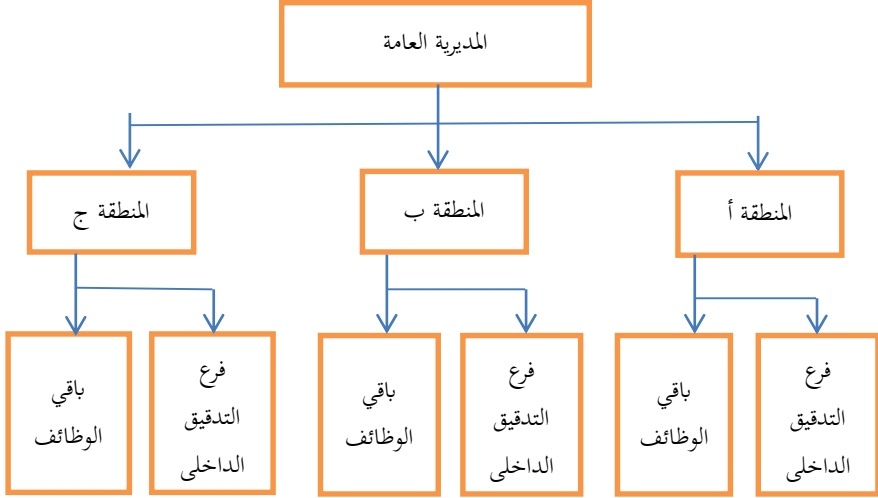 المديرية العامة
المنطقة أ
المنطقة ب
المنطقة ج
فرع
التدقيق
الداخلى
باقي
الوظائف
فرع
التدقيق
الداخلى
باقي
الوظائف
فرع
التدقيق
الداخلى
باقي
الوظائف